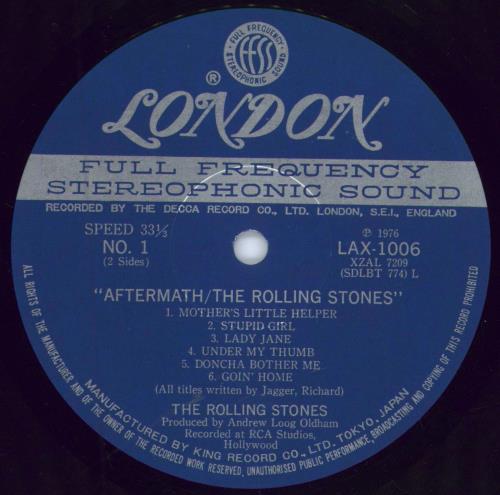 FULL FREQUENCY
ffss
STEREOPHONIC SOUND
®
LONDON
FULL FREQUENCY
STEREOPHONIC SOUND
RECORDED BY THE DECCA RECORD CO., LTD. LONDON, S.E.I., ENGLAND
SPEED 33⅓
NO. 1
(2 Sides)
℗ 1976
LAX-1006
XZAL 7209
(SDLBT 774) L
"AFTERMATH/THE ROLLING STONES"
1. MOTHER'S LITTLE HELPER
2. STUPID GIRL
3. LADY JANE
4. UNDER MY THUMB
5. DONCHA BOTHER ME
6. GOIN' HOME
(All titles written by Jagger, Richard)
THE ROLLING STONES
Produced by Andrew Loog Oldham
Recorded at RCA Studios,
Hollywood
MANUFACTURED BY KING RECORD CO., LTD. TOKYO, JAPAN
ALL RIGHTS OF THE MANUFACTURER AND OF THE OWNER OF THE RECORDED WORK RESERVED, UNAUTHORISED PUBLIC PERFORMANCE, BROADCASTING AND COPYING OF THIS RECORD PROHIBITED